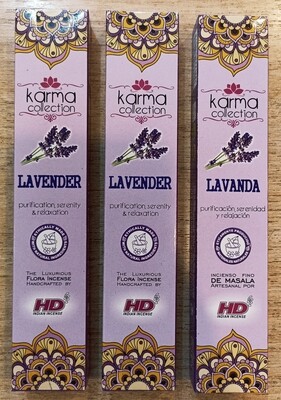 karma
collection
LAVENDER
purification, serenity
& relaxation
THE LUXURIOUS
FLORA INCENSE
HANDCRAFTED BY
HD
INDIAN INCENSE
karma
collection
LAVENDER
purification, serenity
& relaxation
THE LUXURIOUS
FLORA INCENSE
HANDCRAFTED BY
HD
INDIAN INCENSE
karma
collection
LAVANDA
purificación, serenidad
y relajación
INCIENSO FINO
DE MASALA
ARTESANAL POR
HD
INDIAN INCENSE